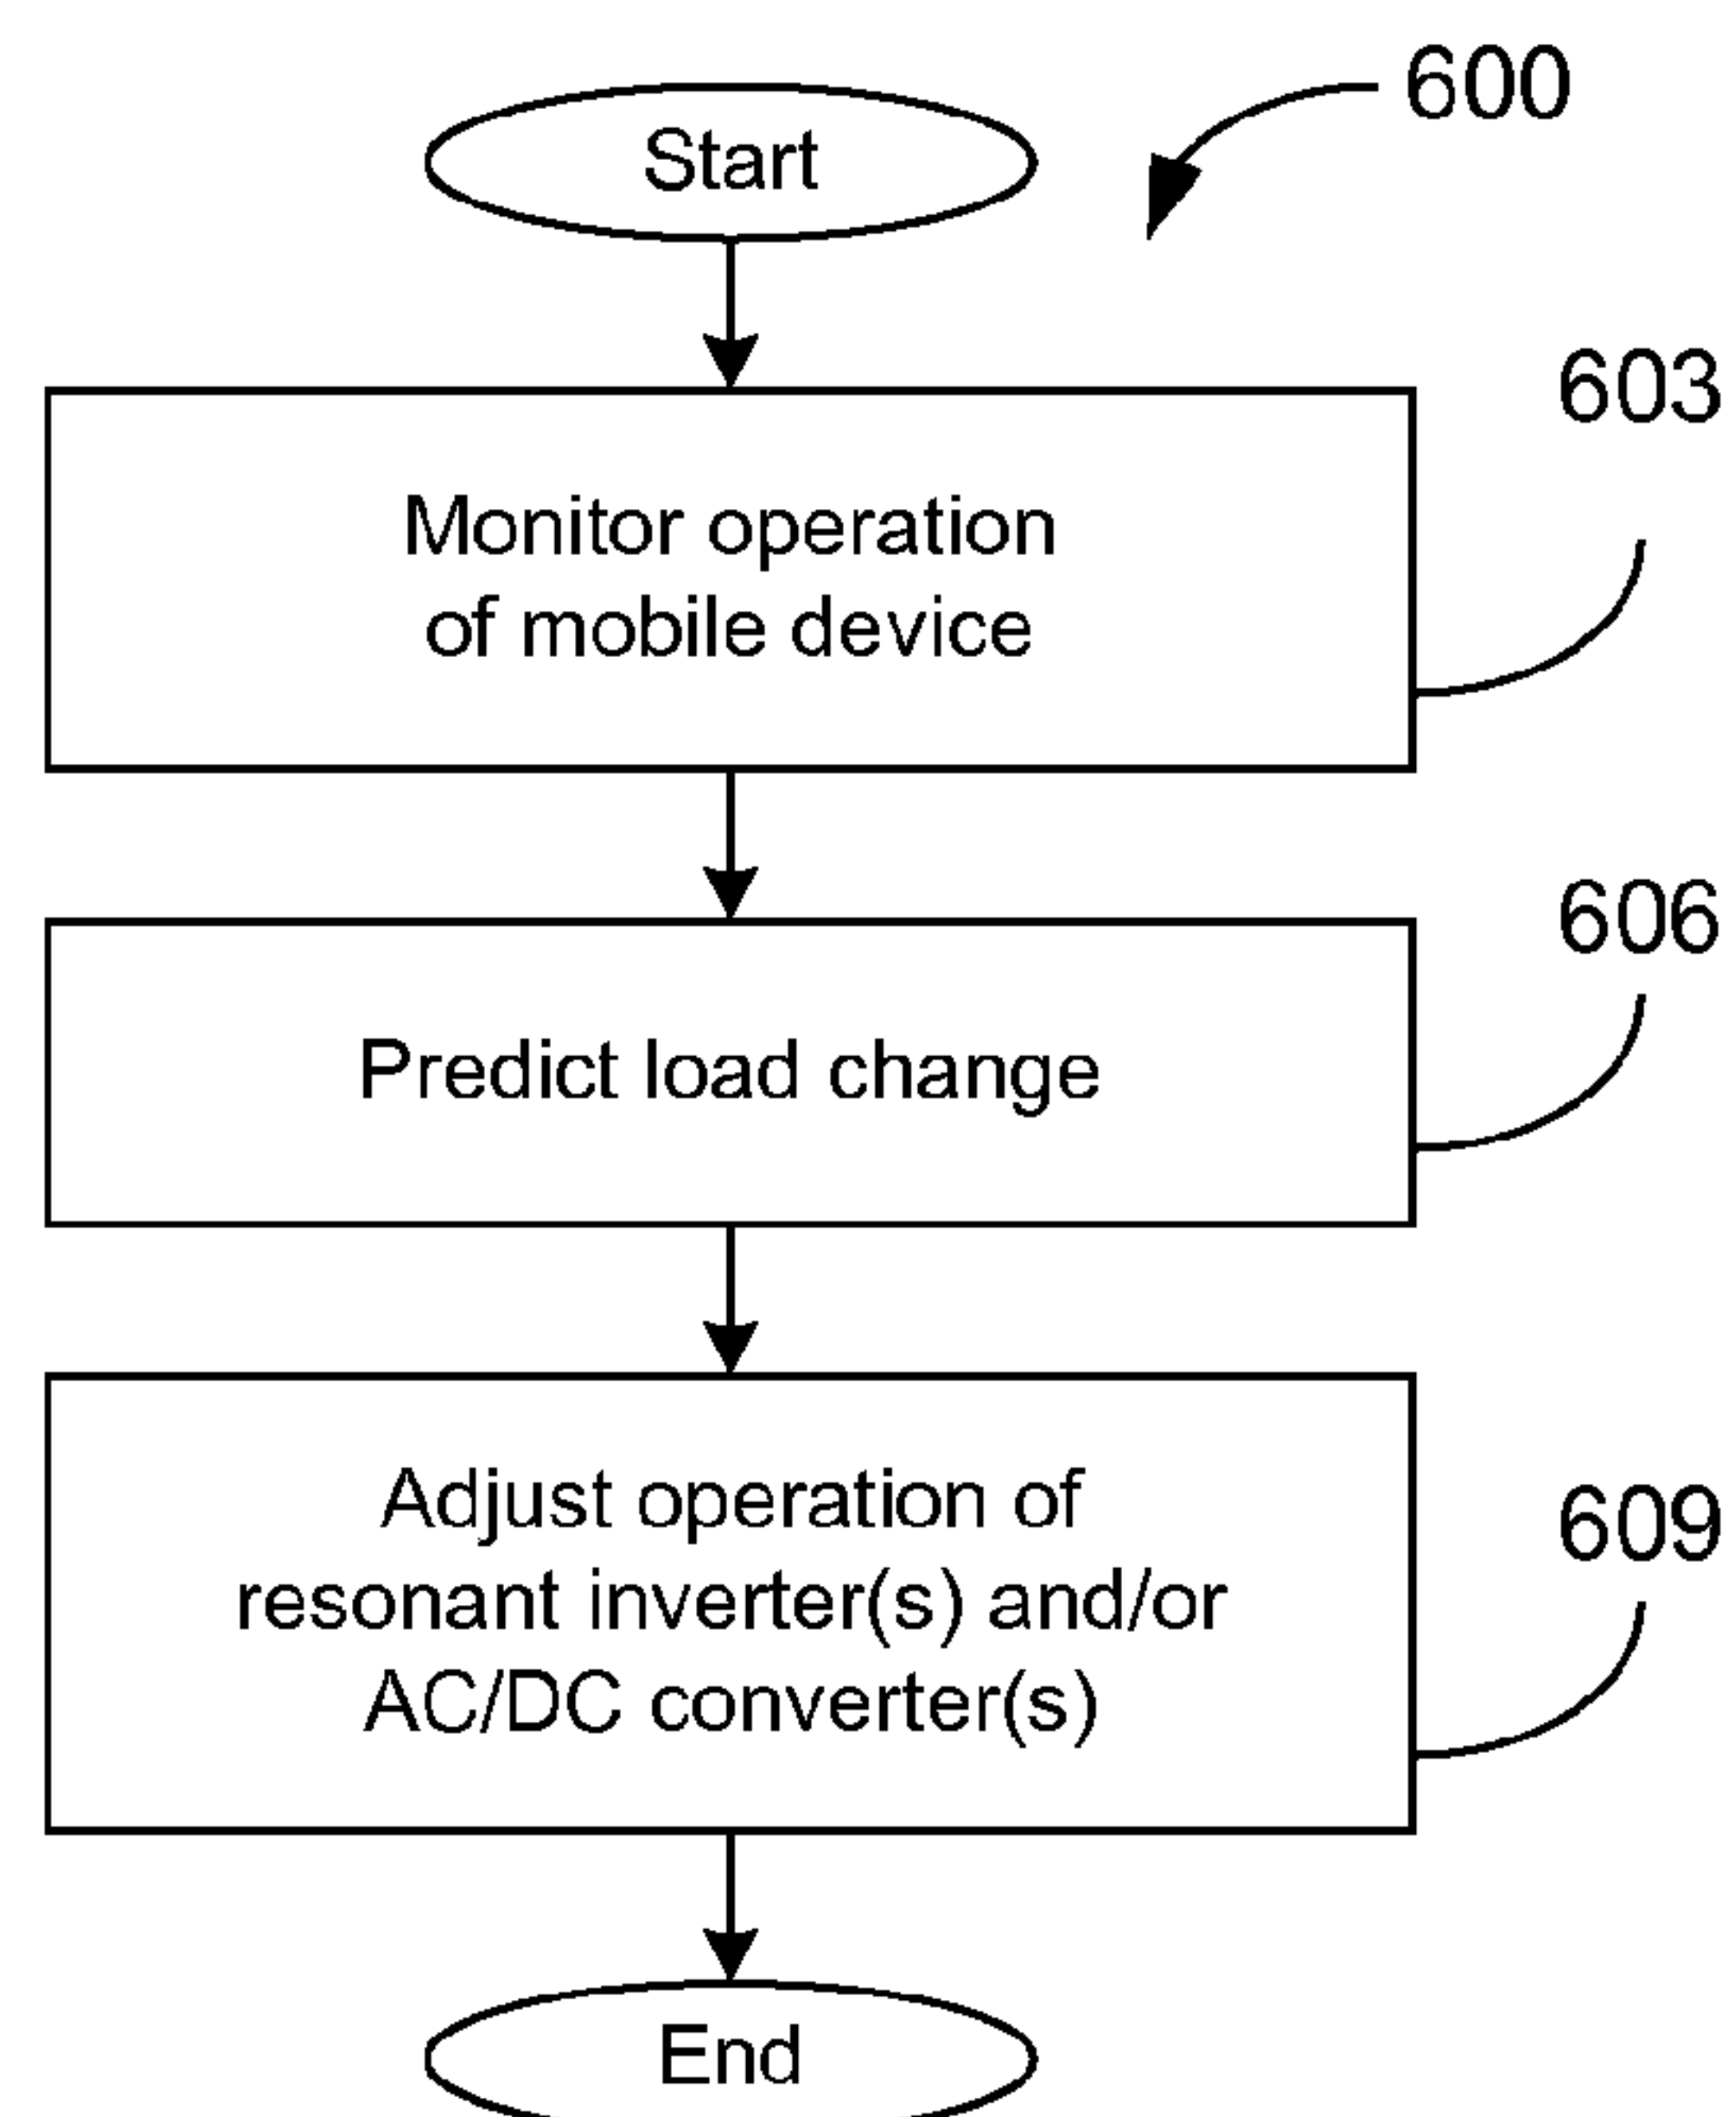 600
Start
603
Monitor operation
of mobile device
606
Predict load change
609
Adjust operation of
resonant inverter(s) and/or
AC/DC converter(s)
End